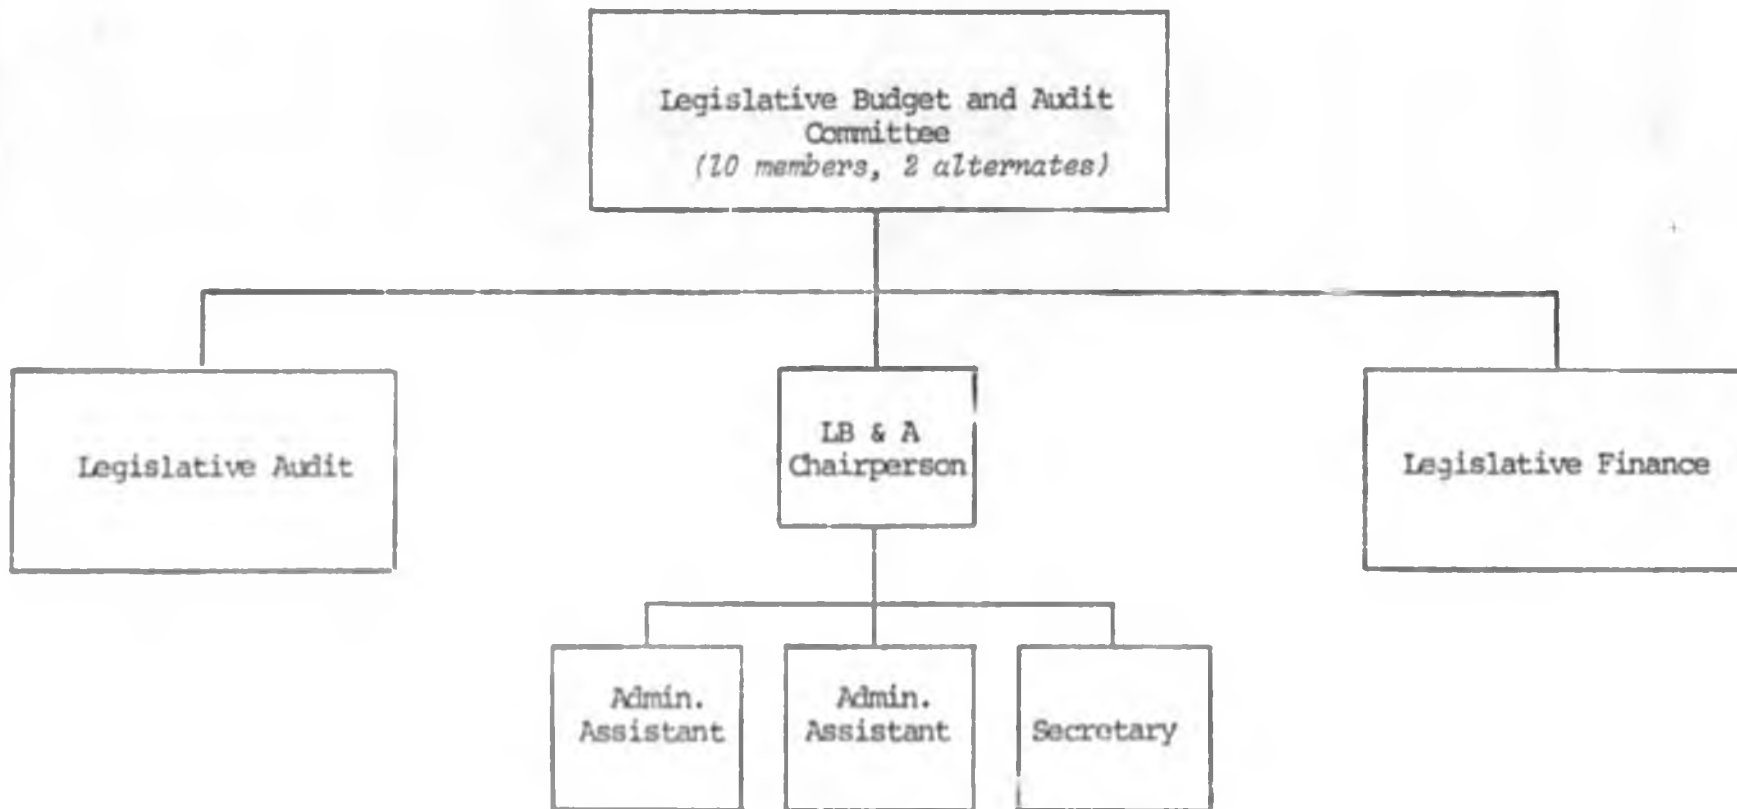 Legislative Budget and Audit
Committee
(10 members, 2 alternates)
Legislative Audit
LB & A
Chairperson
Legislative Finance
Admin.
Assistant
Admin.
Assistant
Secretary